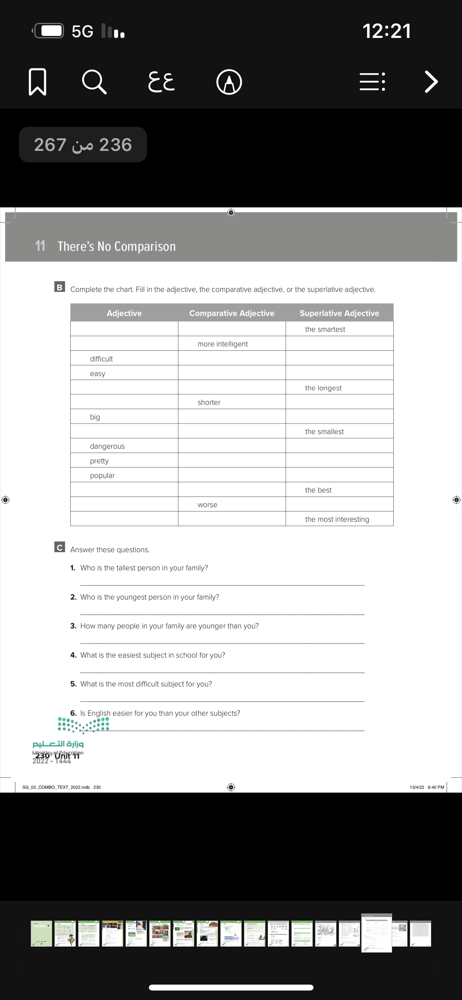 5G 12:21
عع
236 من 267
11 There's No Comparison
B Complete the chart. Fill in the adjective, the comparative adjective, or the superlative adjective.
Adjective Comparative Adjective Superlative Adjective
the smartest
more intelligent
difficult
easy
the longest
shorter
big
the smallest
dangerous
pretty
popular
the best
worse
the most interesting
C Answer these questions.
1. Who is the tallest person in your family?
2. Who is the youngest person in your family?
3. How many people in your family are younger than you?
4. What is the easiest subject in school for you?
5. What is the most difficult subject for you?
6. Is English easier for you than your other subjects?
وزارة التعليم
Ministry of Education
230 Unit 11
2022 - 1444
SG_02_COMBO_TEXT_2022.indb 230 13/4/22 6:40 PM